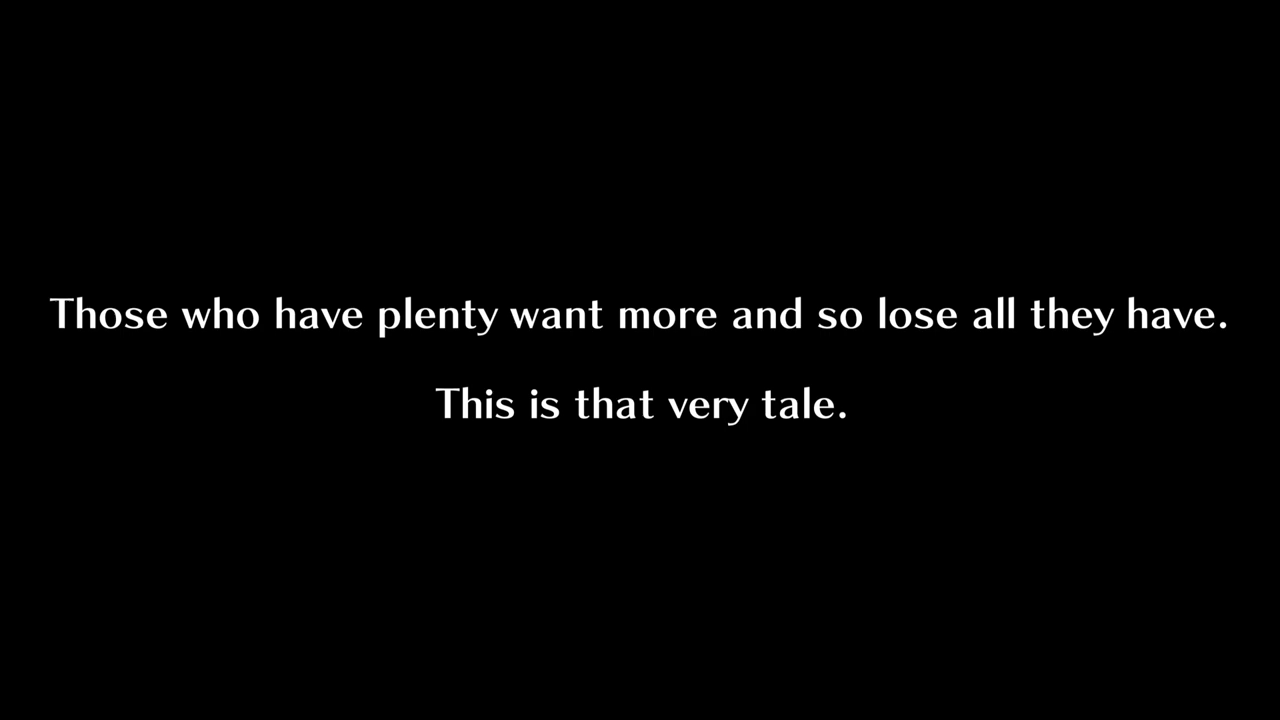 Those who have plenty want more and so lose all they have.
This is that very tale.